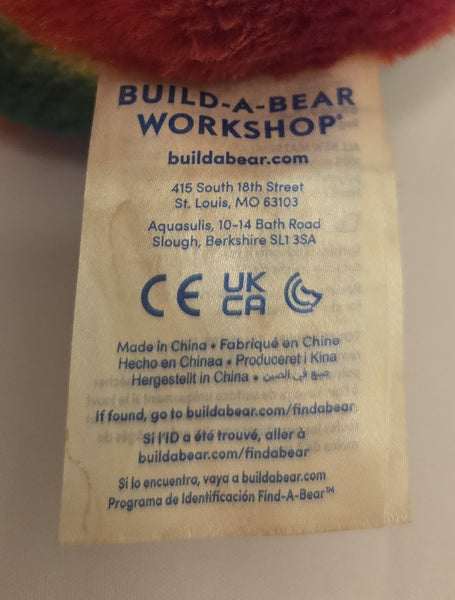 BUILD-A-BEAR
WORKSHOP®
buildabear.com
415 South 18th Street
St. Louis, MO 63103
Aquasulis, 10-14 Bath Road
Slough, Berkshire SL1 3SA
CE UK
CA
Made in China • Fabriqué en Chine
Hecho en Chinaa • Produceret i Kina
Hergestellt in China • صنع في الصين
If found, go to buildabear.com/findabear
Si l'ID a été trouvé, aller à
buildabear.com/findabear
Si lo encuentra, vaya a buildabear.com
Programa de Identificación Find-A-Bear™